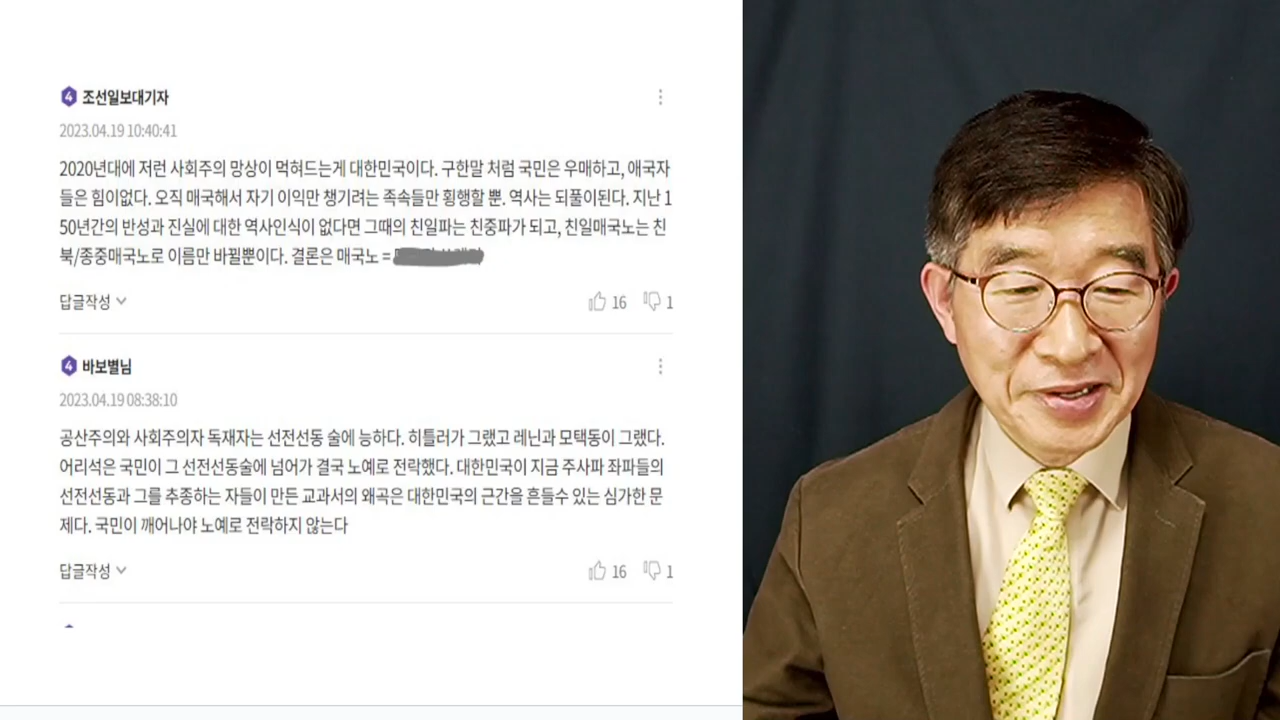 조선일보대기자
2023.04.19 10:40:41
2020년대에 저런 사회주의 망상이 먹혀드는게 대한민국이다. 구한말 처럼 국민은 우매하고, 애국자
들은 힘이없다. 오직 매국해서 자기 이익만 챙기려는 족속들만 횡행할 뿐. 역사는 되풀이된다. 지난 1
50년간의 반성과 진실에 대한 역사인식이 없다면 그때의 친일파는 친중파가 되고, 친일매국노는 친
북/종중매국노로 이름만 바뀔뿐이다. 결론은 매국노 =
답글작성 16 1
바보별님
2023.04.19 08:38:10
공산주의와 사회주의자 독재자는 선전선동 술에 능하다. 히틀러가 그랬고 레닌과 모택동이 그랬다.
어리석은 국민이 그 선전선동술에 넘어가 결국 노예로 전락했다. 대한민국이 지금 주사파 좌파들의
선전선동과 그를 추종하는 자들이 만든 교과서의 왜곡은 대한민국의 근간을 흔들수 있는 심가한 문
제다. 국민이 깨어나야 노예로 전락하지 않는다
답글작성 16 1